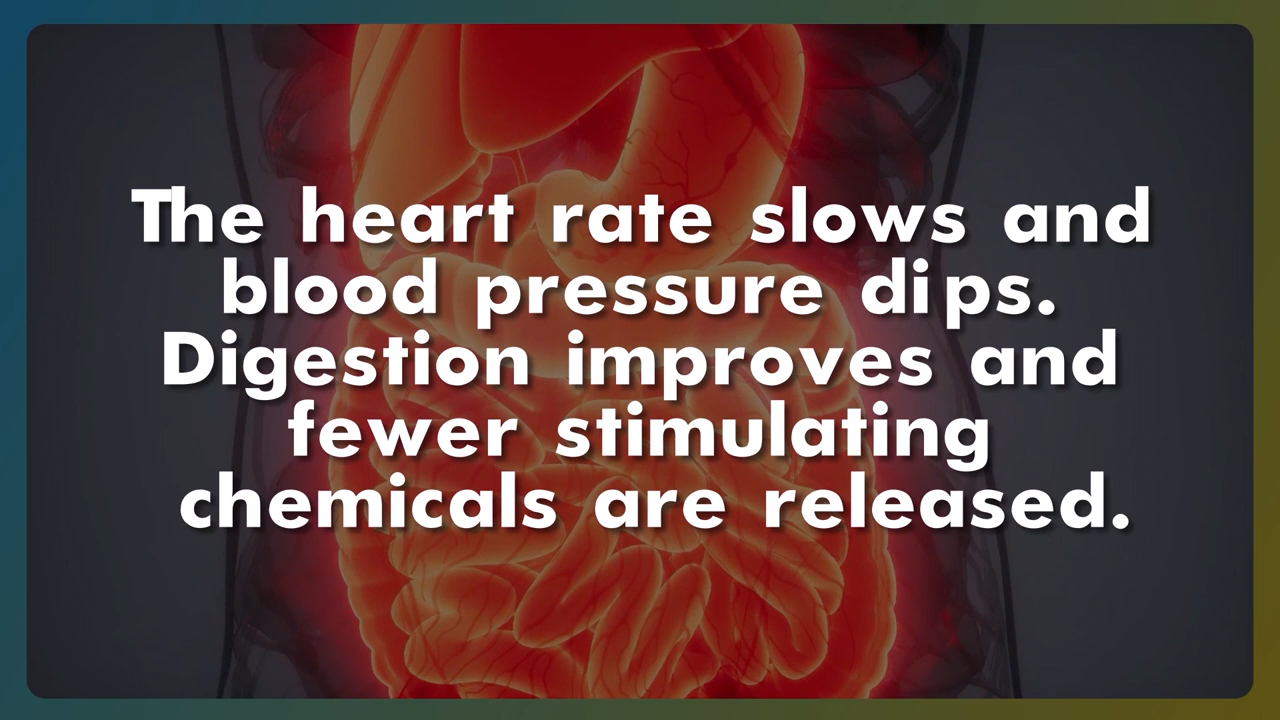 The heart rate slows and
blood pressure dips.
Digestion improves and
fewer stimulating
chemicals are released.